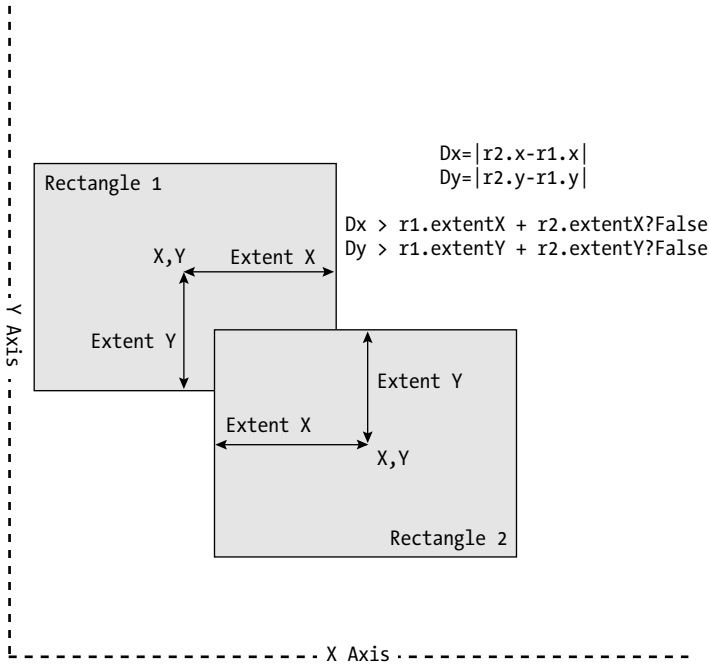 Dx=|r2.x-r1.x|
Dy=|r2.y-r1.y|
Rectangle 1
Dx > r1.extentX + r2.extentX?False
Dy > r1.extentY + r2.extentY?False
X,Y
Extent X
Y Axis
Extent Y
Extent Y
Extent X
X,Y
Rectangle 2
X Axis